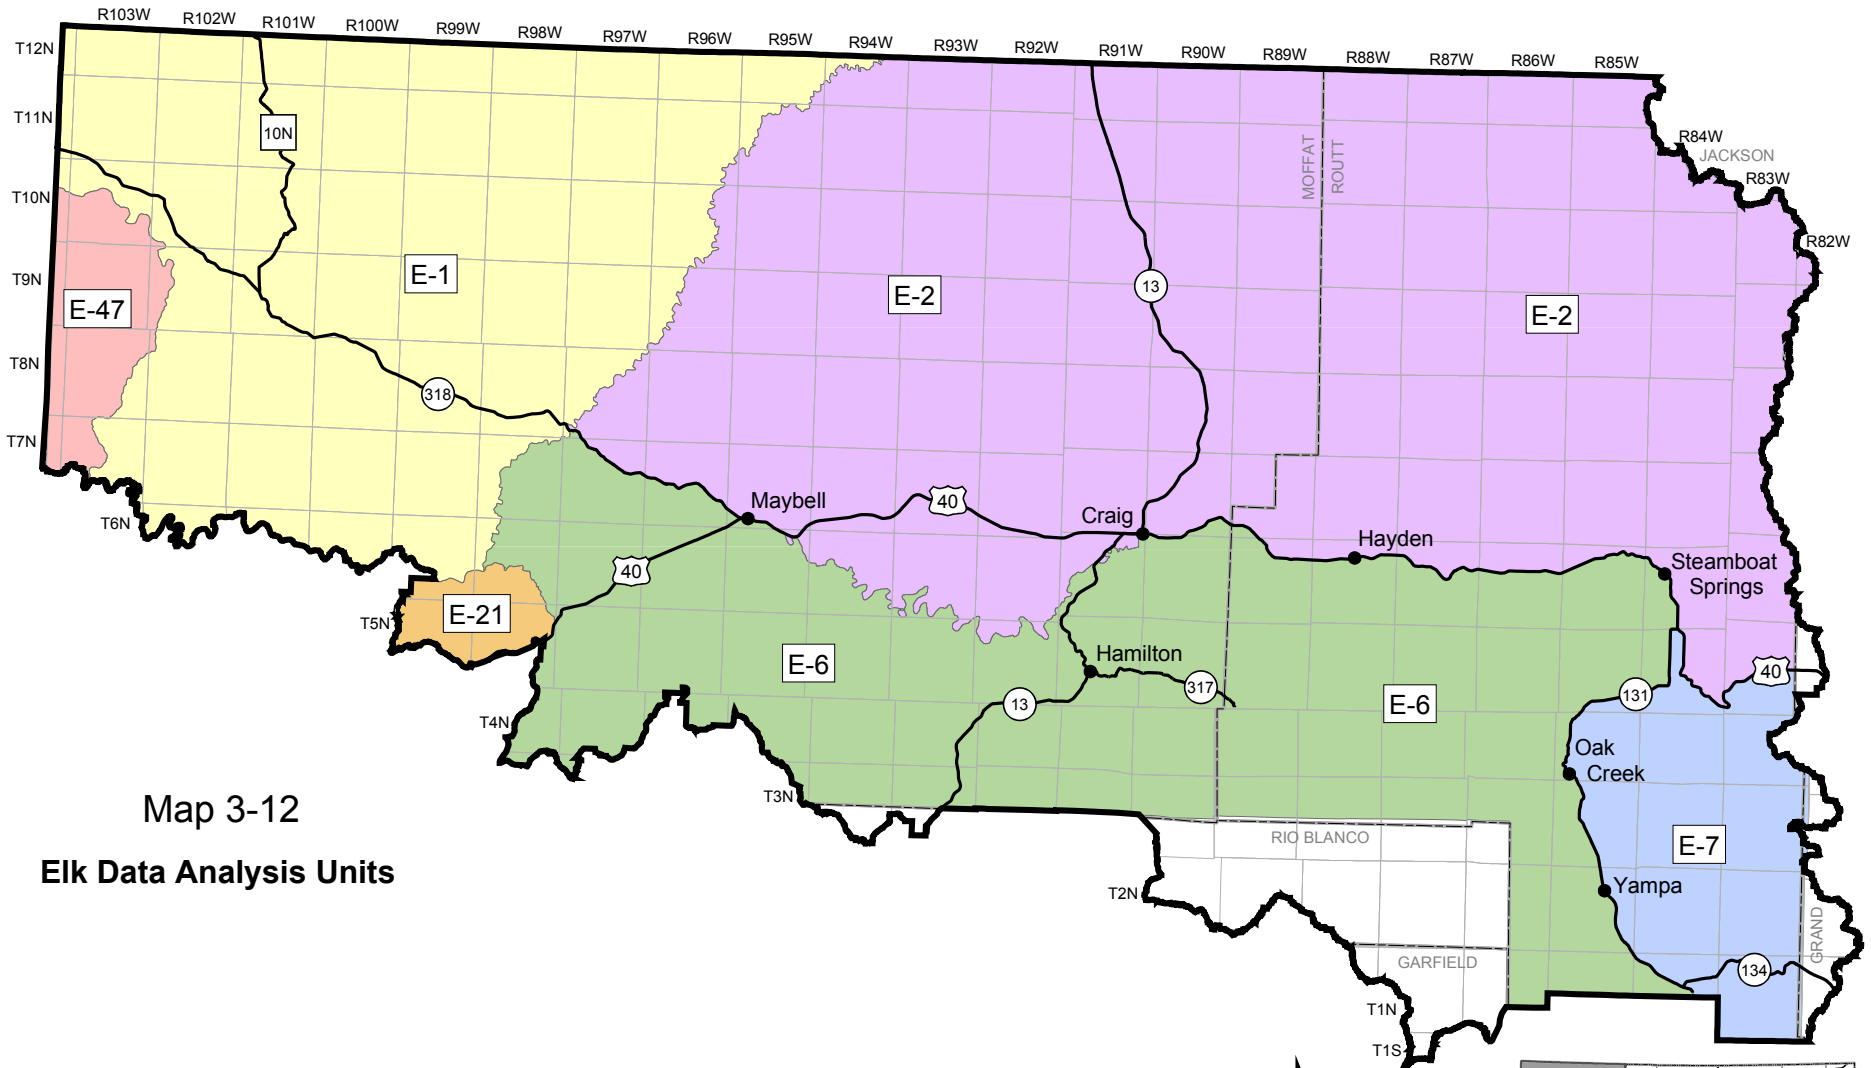 R103W
R102W
R101W
R100W
R99W
R98W
R97W
R96W
R95W
R94W
R93W
R92W
R91W
R90W
R89W
R88W
R87W
R86W
R85W
T12N
T11N
10N
R84W
JACKSON
MOFFAT
ROUTT
R83W
T10N
R82W
T9N
E-1
E-47
E-2
13
E-2
T8N
318
T7N
Maybell
40
Craig
T6N
Hayden
Steamboat
Springs
40
E-21
T5N
Hamilton
E-6
40
317
131
13
E-6
T4N
Oak
Creek
T3N
Map 3-12
RIO BLANCO
E-7
Elk Data Analysis Units
Yampa
T2N
GRAND
GARFIELD
134
T1N
T1S